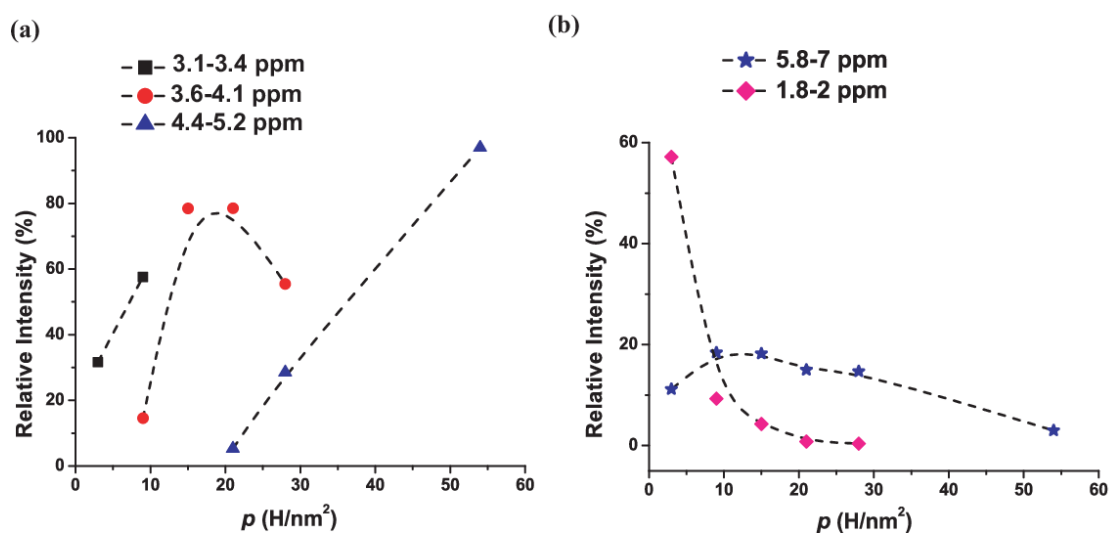 (a)
3.1-3.4 ppm
3.6-4.1 ppm
4.4-5.2 ppm
100
80
60
40
20
0
Relative Intensity (%)
0 10 20 30 40 50 60
p (H/nm²)
(b)
5.8-7 ppm
1.8-2 ppm
60
40
20
0
Relative Intensity (%)
0 10 20 30 40 50 60
p (H/nm²)